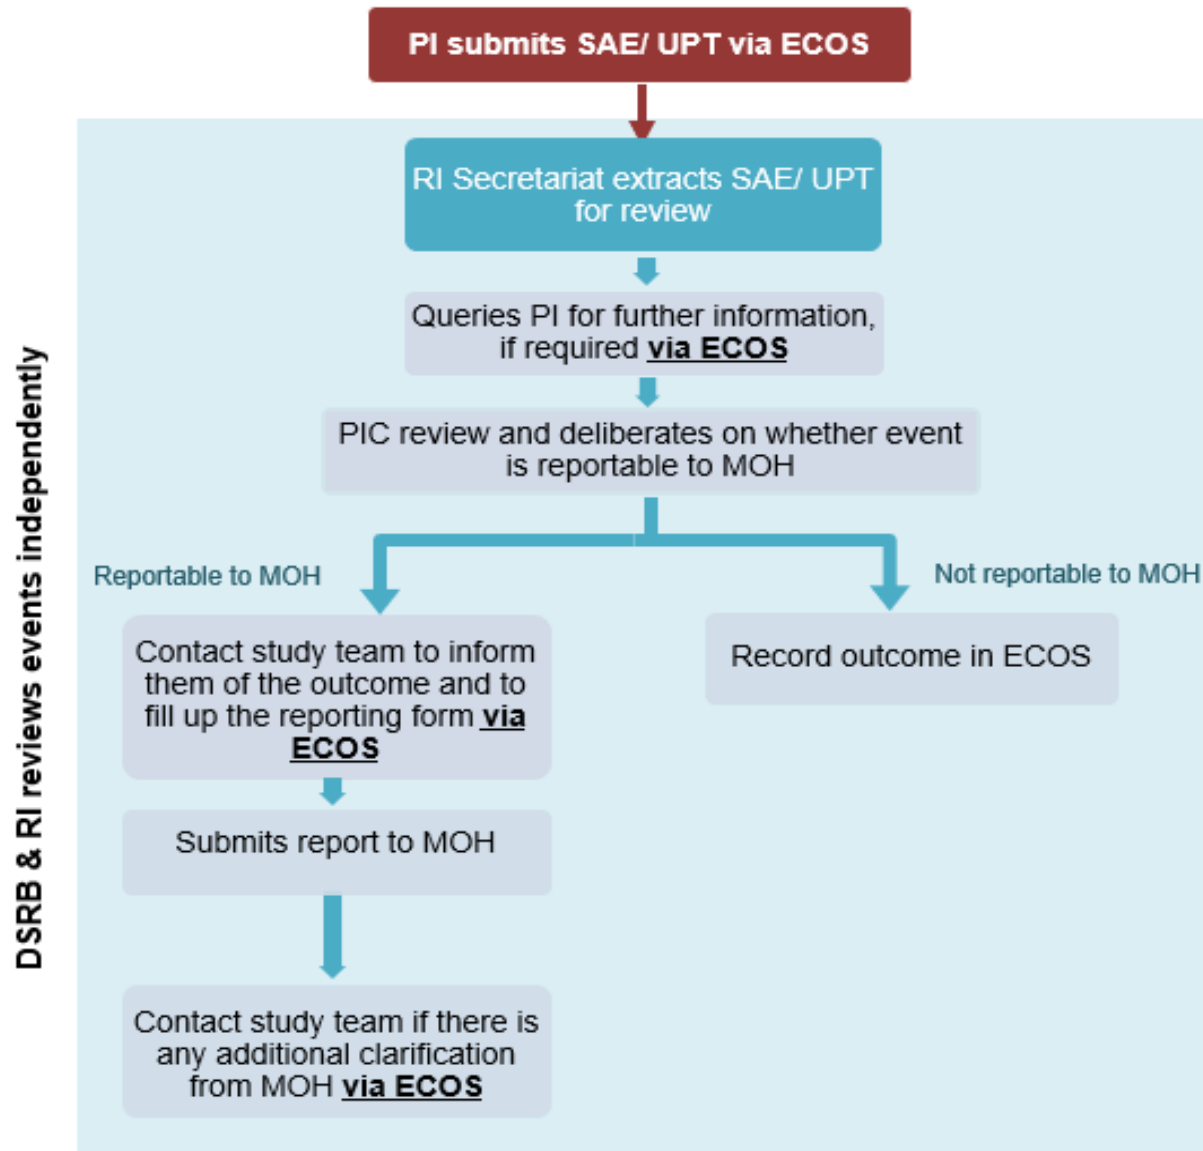 PI submits SAE/ UPT via ECOS
RI Secretariat extracts SAE/ UPT
for review
Queries PI for further information,
if required via ECOS
PIC review and deliberates on whether event
is reportable to MOH
Reportable to MOH
Not reportable to MOH
Contact study team to inform
them of the outcome and to
fill up the reporting form via
ECOS
Record outcome in ECOS
Submits report to MOH
Contact study team if there is
any additional clarification
from MOH via ECOS
DSRB & RI reviews events independently